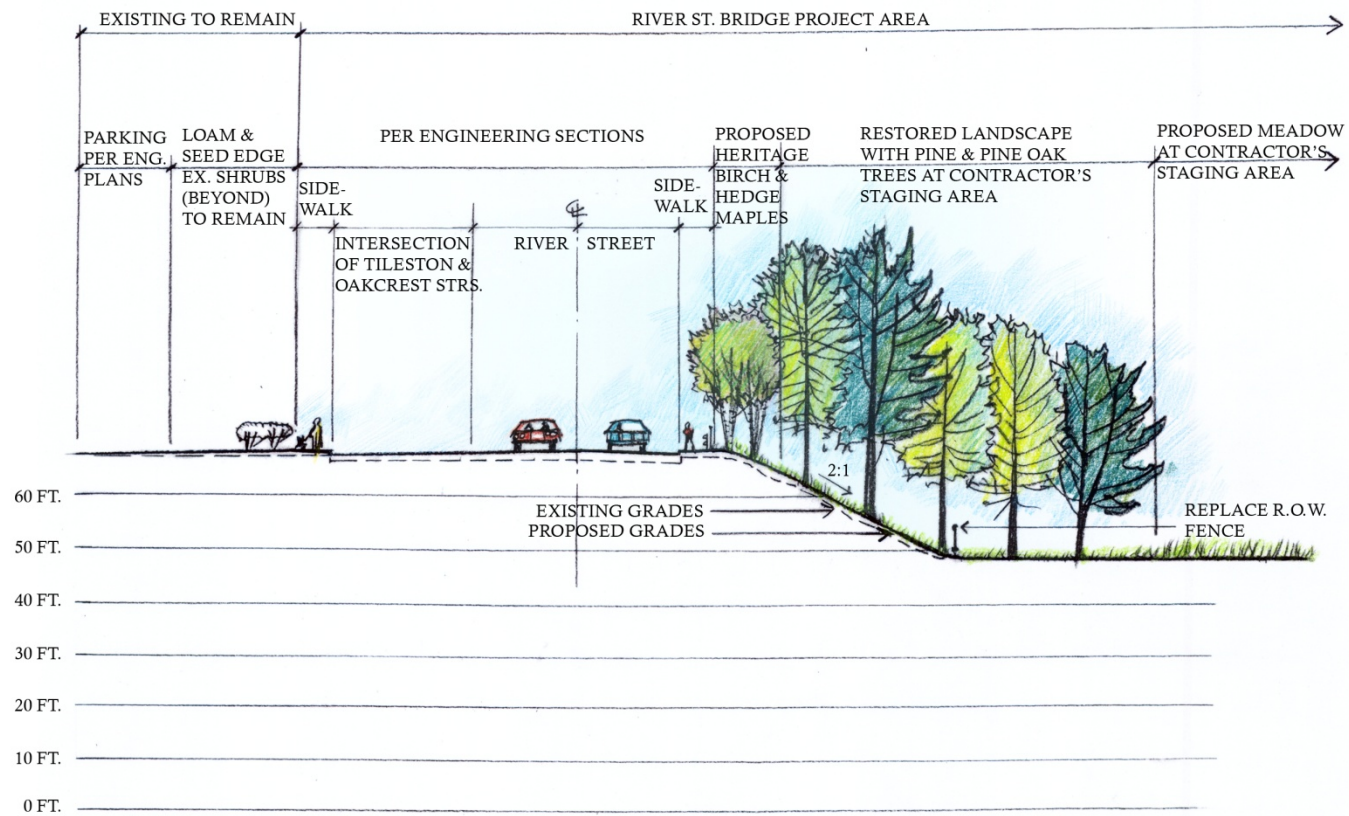 EXISTING TO REMAIN
RIVER ST. BRIDGE PROJECT AREA
PARKING
PER ENG.
PLANS
LOAM &
SEED EDGE
EX. SHRUBS
(BEYOND)
TO REMAIN
PER ENGINEERING SECTIONS
PROPOSED
HERITAGE
BIRCH &
HEDGE
MAPLES
RESTORED LANDSCAPE
WITH PINE & PINE OAK
TREES AT CONTRACTOR'S
STAGING AREA
PROPOSED MEADOW
AT CONTRACTOR'S
STAGING AREA
SIDE-
WALK
INTERSECTION
OF TILESTON &
OAKCREST STRS.
RIVER STREET
SIDE-
WALK
2:1
EXISTING GRADES
PROPOSED GRADES
REPLACE R.O.W.
FENCE
60 FT.
50 FT.
40 FT.
30 FT.
20 FT.
10 FT.
0 FT.